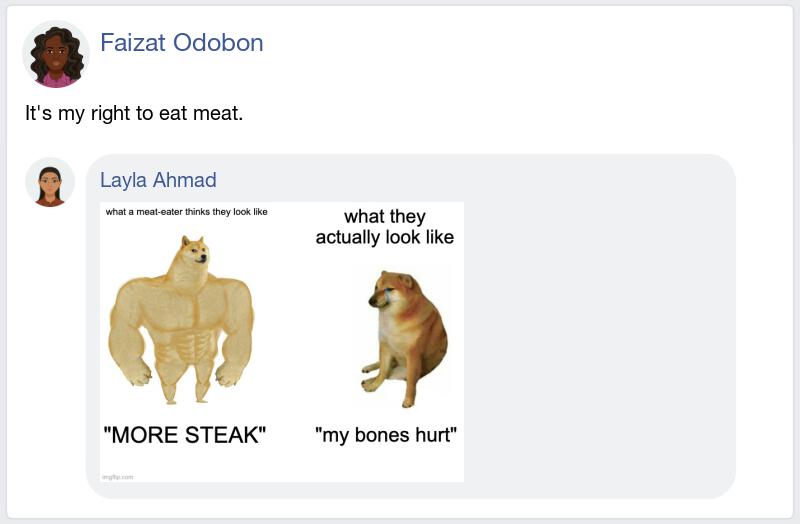 Faizat Odobon
It's my right to eat meat.
Layla Ahmad
what a meat-eater thinks they look like
what they
actually look like
"MORE STEAK"
"my bones hurt"
imgflip.com